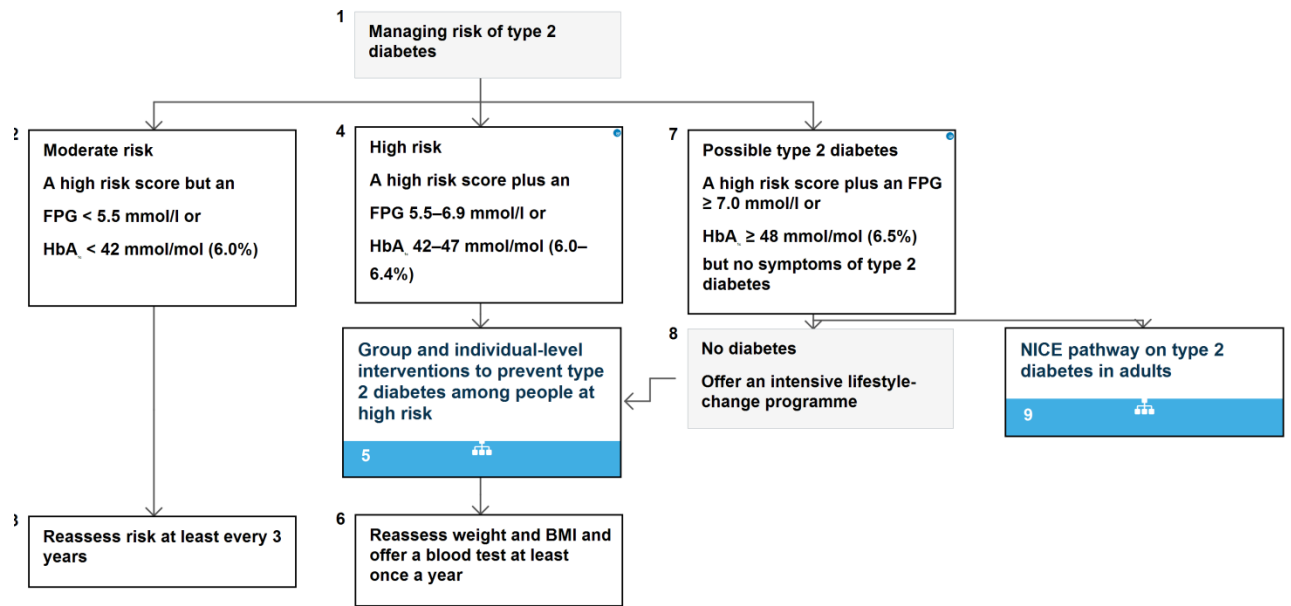 1
Managing risk of type 2
diabetes
2
Moderate risk
A high risk score but an
FPG < 5.5 mmol/l or
HbA < 42 mmol/mol (6.0%)
4
High risk
A high risk score plus an
FPG 5.5–6.9 mmol/l or
HbA 42–47 mmol/mol (6.0–
6.4%)
7
Possible type 2 diabetes
A high risk score plus an FPG
≥ 7.0 mmol/l or
HbA ≥ 48 mmol/mol (6.5%)
but no symptoms of type 2
diabetes
Group and individual-level
interventions to prevent type
2 diabetes among people at
high risk
5
8
No diabetes
Offer an intensive lifestyle-
change programme
NICE pathway on type 2
diabetes in adults
9
3
Reassess risk at least every 3
years
6
Reassess weight and BMI and
offer a blood test at least
once a year